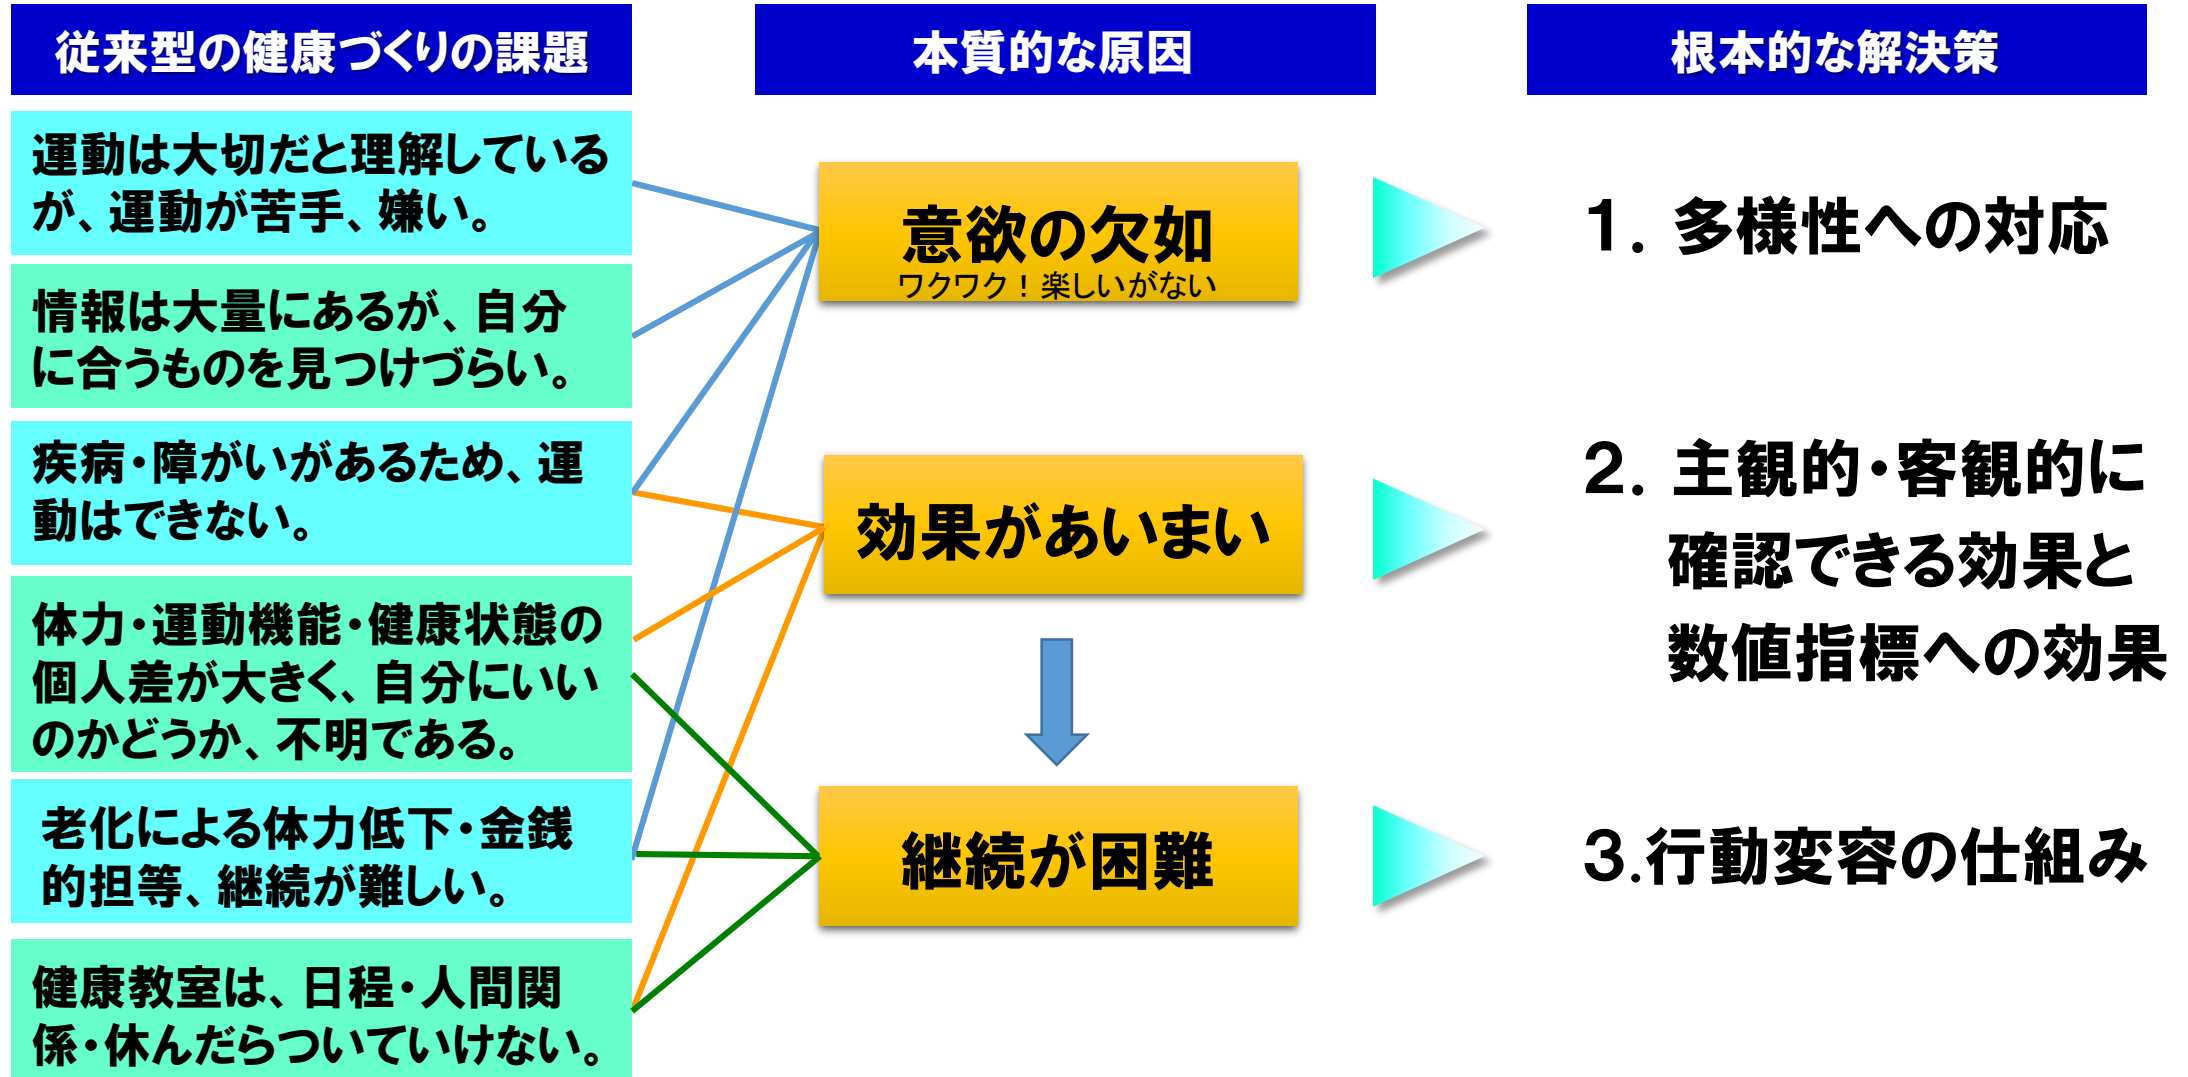 従来型の健康づくりの課題
本質的な原因
根本的な解決策
運動は大切だと理解している
が、運動が苦手、嫌い。
情報は大量にあるが、自分
に合うものを見つけづらい。
疾病・障がいがあるため、運
動はできない。
体力・運動機能・健康状態の
個人差が大きく、自分にいい
のかどうか、不明である。
老化による体力低下・金銭
的担等、継続が難しい。
健康教室は、日程・人間関
係・休んだらついていけない。
意欲の欠如
ワクワク！楽しいがない
効果があいまい
継続が困難
１．多様性への対応
２．主観的・客観的に
確認できる効果と
数値指標への効果
３.行動変容の仕組み